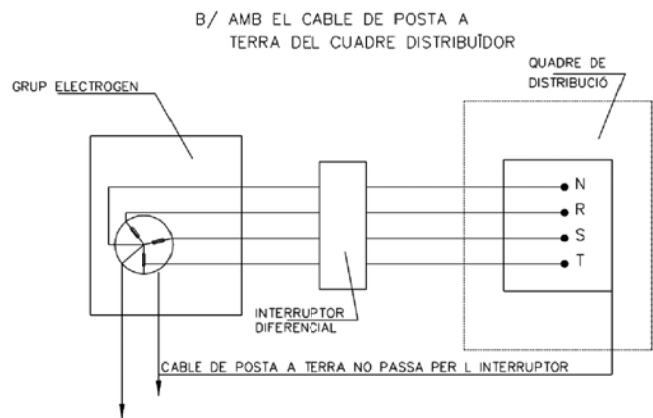 B/ AMB EL CABLE DE POSTA A
TERRA DEL CUADRE DISTRIBUÏDOR
QUADRE DE
DISTRIBUCIÓ
GRUP ELECTROGEN
N
R
S
T
INTERRUPTOR
DIFERENCIAL
CABLE DE POSTA A TERRA NO PASSA PER L INTERRUPTOR